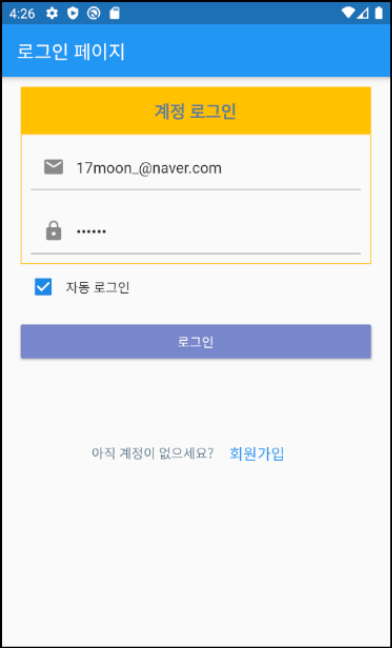 4:26
로그인 페이지
계정 로그인
17moon_@naver.com
••••••
자동 로그인
로그인
아직 계정이 없으세요? 회원가입